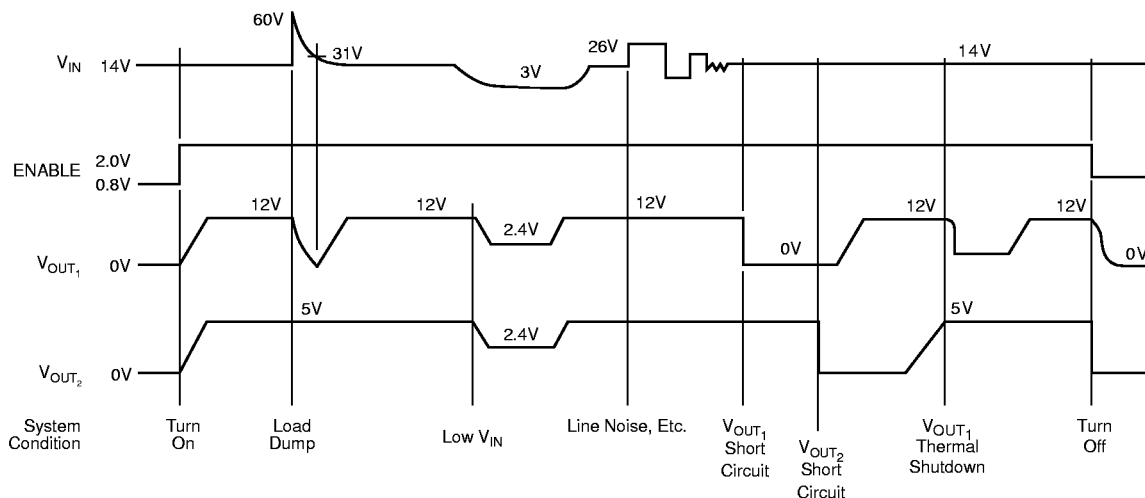 60V
31V
26V
14V
V_IN 14V
3V
ENABLE
2.0V
0.8V
12V 12V 12V 12V 12V
2.4V
V_OUT1 0V
0V
0V
5V 5V
2.4V
V_OUT2 0V
System Condition
Turn On
Load Dump
Low V_IN
Line Noise, Etc.
V_OUT1 Short Circuit
V_OUT2 Short Circuit
V_OUT1 Thermal Shutdown
Turn Off